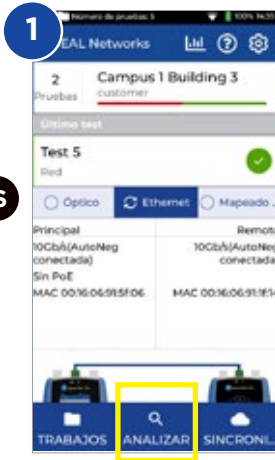 1
Número de pruebas: 5
100% 14:35
EAL Networks
2
Pruebas
Campus 1 Building 3
customer
Último test
Test 5
Red
S
Óptico
Ethernet
Mapeado ..
Principal
10Gb/s(AutoNeg
conectada)
Sin PoE
MAC 00:16:06:91:5f:06
Remoto
10Gb/s(AutoNeg
conectada
MAC 00:16:06:91:1f:14
TRABAJOS
ANALIZAR
SINCRONI...